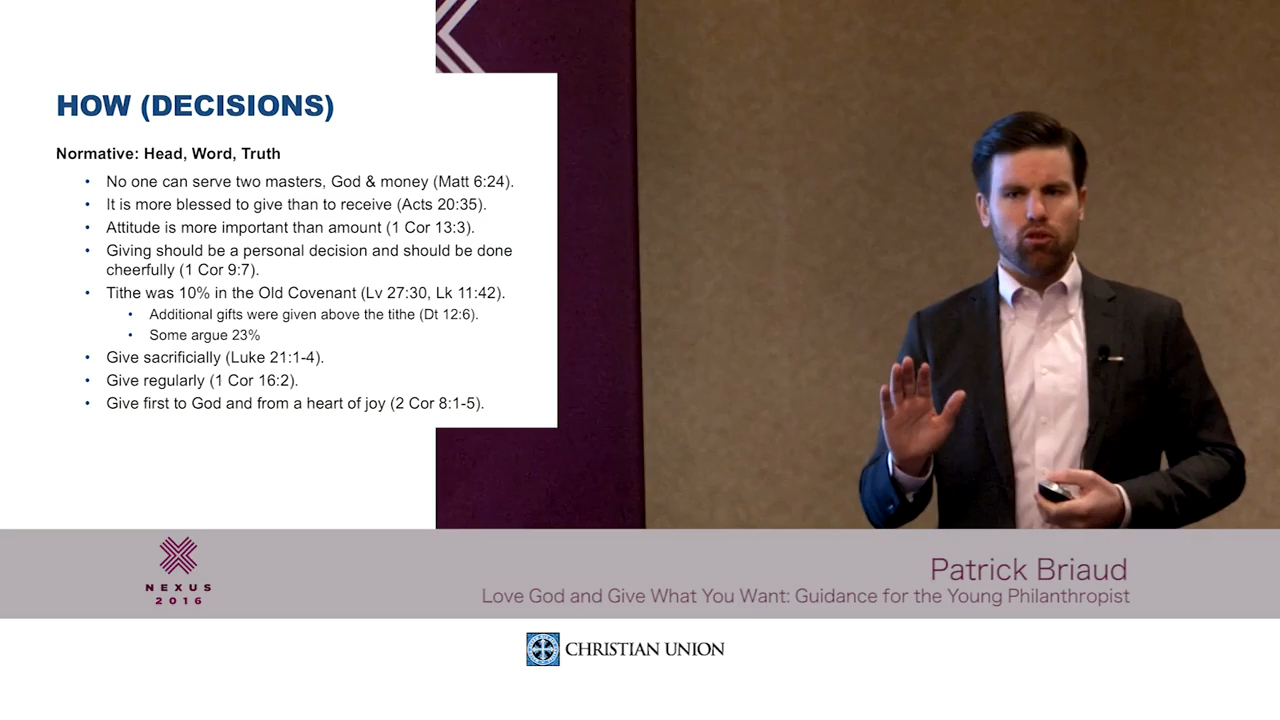 HOW (DECISIONS)
Normative: Head, Word, Truth
• No one can serve two masters, God & money (Matt 6:24).
• It is more blessed to give than to receive (Acts 20:35).
• Attitude is more important than amount (1 Cor 13:3).
• Giving should be a personal decision and should be done
cheerfully (1 Cor 9:7).
• Tithe was 10% in the Old Covenant (Lv 27:30, Lk 11:42).
• Additional gifts were given above the tithe (Dt 12:6).
• Some argue 23%
• Give sacrificially (Luke 21:1-4).
• Give regularly (1 Cor 16:2).
• Give first to God and from a heart of joy (2 Cor 8:1-5).
NEXUS
2016
Patrick Briaud
Love God and Give What You Want: Guidance for the Young Philanthropist
CHRISTIAN UNION